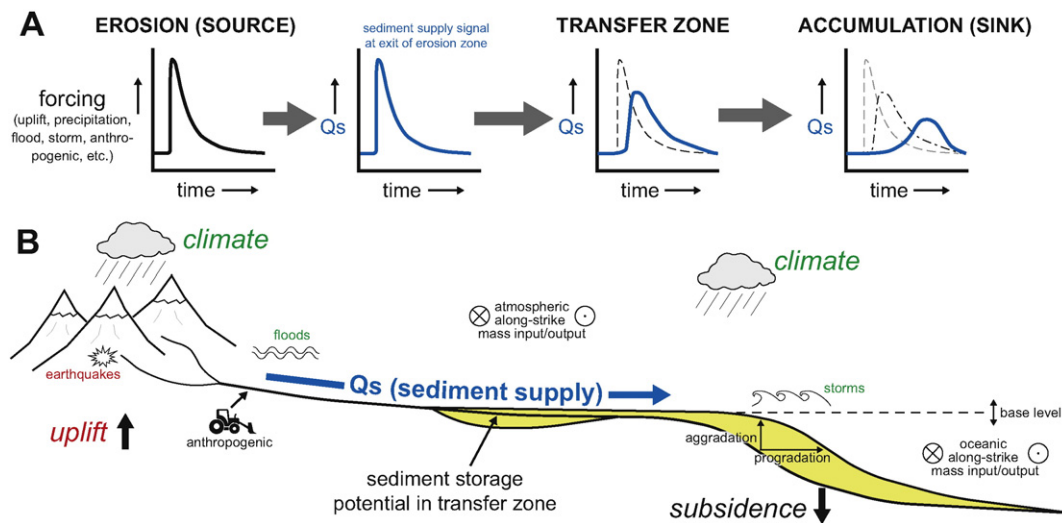 A
EROSION (SOURCE)
sediment supply signal
at exit of erosion zone
TRANSFER ZONE
ACCUMULATION (SINK)
forcing
(uplift, precipitation,
flood, storm, anthro-
pogenic, etc.)
time
Qs
time
Qs
time
Qs
time
B
climate
climate
atmospheric
along-strike
mass input/output
floods
earthquakes
Qs (sediment supply)
storms
base level
uplift
anthropogenic
aggradation
progradation
oceanic
along-strike
mass input/output
sediment storage
potential in transfer zone
subsidence